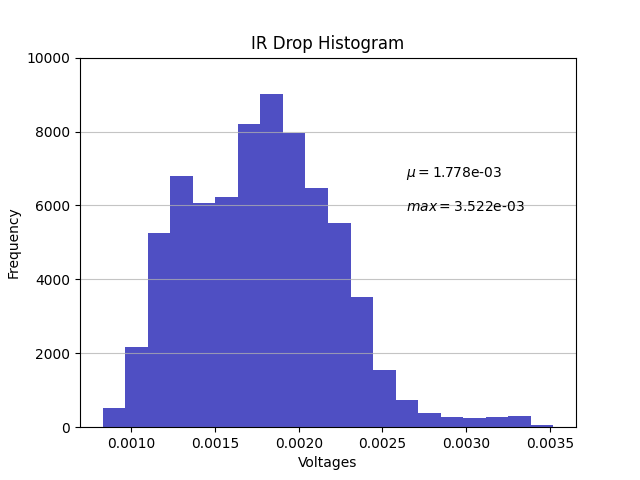 IR Drop Histogram
10000
8000
6000
4000
2000
0
Frequency
μ = 1.778e-03
max = 3.522e-03
0.0010 0.0015 0.0020 0.0025 0.0030 0.0035
Voltages